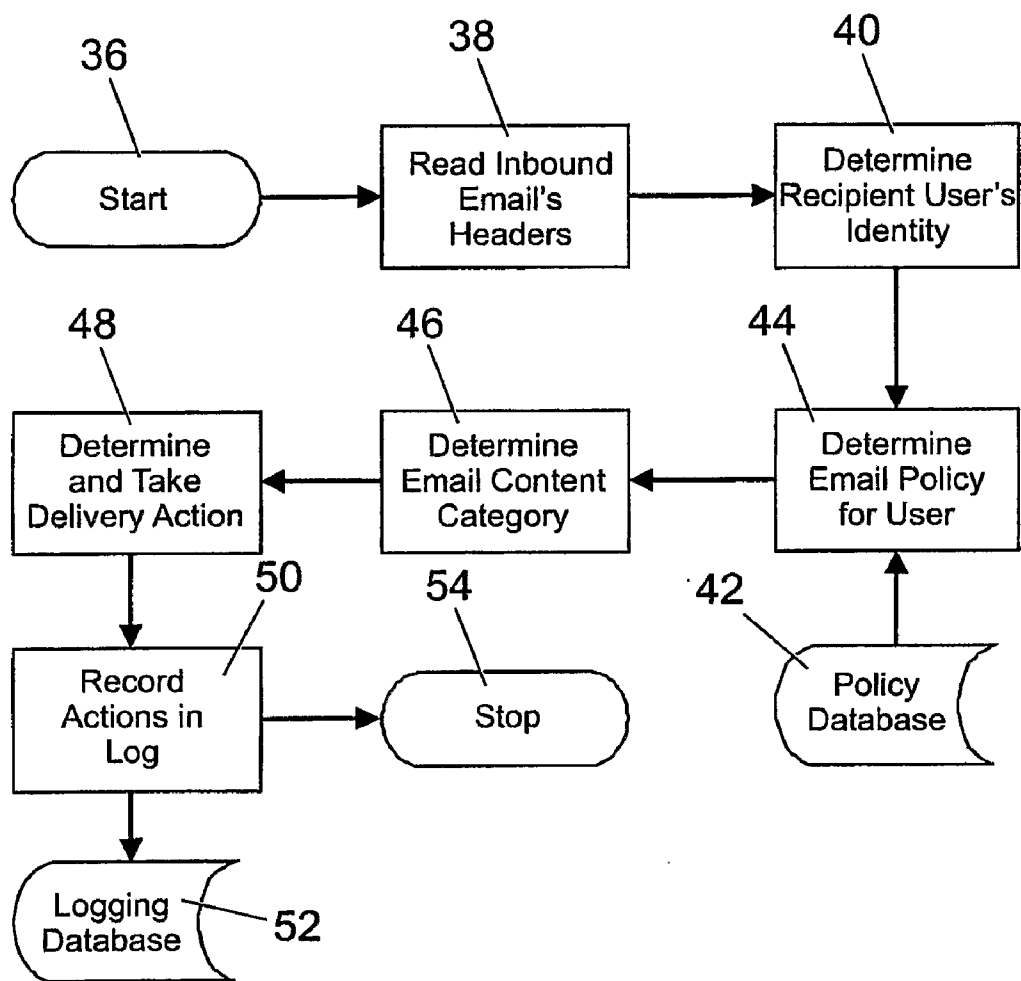 36
38
40
Start
Read Inbound
Email's
Headers
Determine
Recipient User's
Identity
48
46
44
Determine
and Take
Delivery Action
Determine
Email Content
Category
Determine
Email Policy
for User
50
54
42
Record
Actions in
Log
Stop
Policy
Database
Logging
Database
52